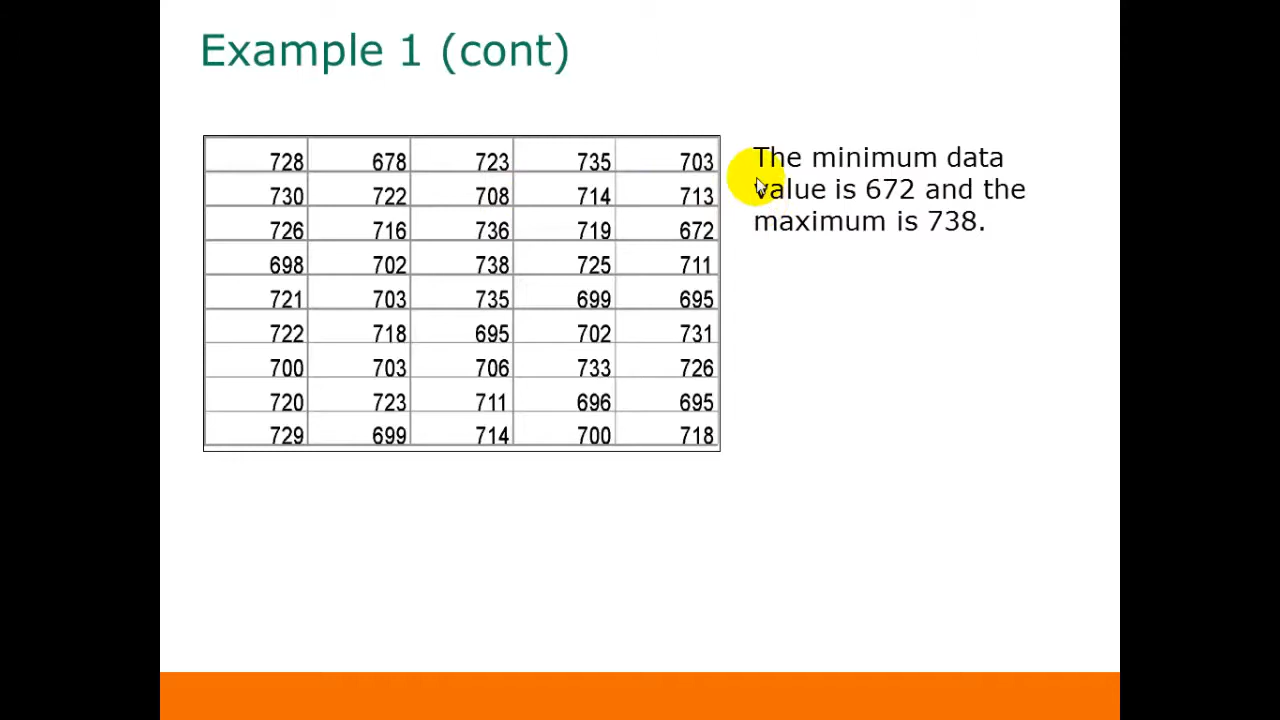 Example 1 (cont)
728 678 723 735 703
730 722 708 714 713
726 716 736 719 672
698 702 738 725 711
721 703 735 699 695
722 718 695 702 731
700 703 706 733 726
720 723 711 696 695
729 699 714 700 718
The minimum data
value is 672 and the
maximum is 738.